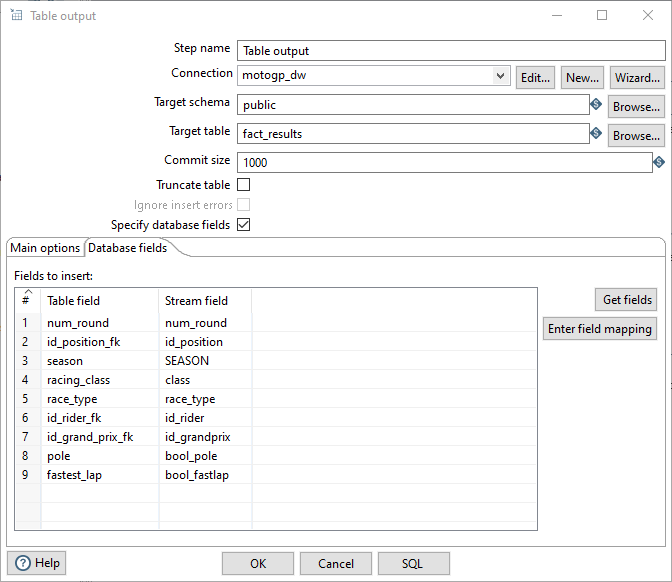 Table output
Step name Table output
Connection motogp_dw Edit... New... Wizard...
Target schema public Browse...
Target table fact_results Browse...
Commit size 1000
Truncate table
Ignore insert errors
Specify database fields
Main options Database fields
Fields to insert:
# Table field Stream field
1 num_round num_round
2 id_position_fk id_position
3 season SEASON
4 racing_class class
5 race_type race_type
6 id_rider_fk id_rider
7 id_grand_prix_fk id_grandprix
8 pole bool_pole
9 fastest_lap bool_fastlap
Get fields
Enter field mapping
Help OK Cancel SQL